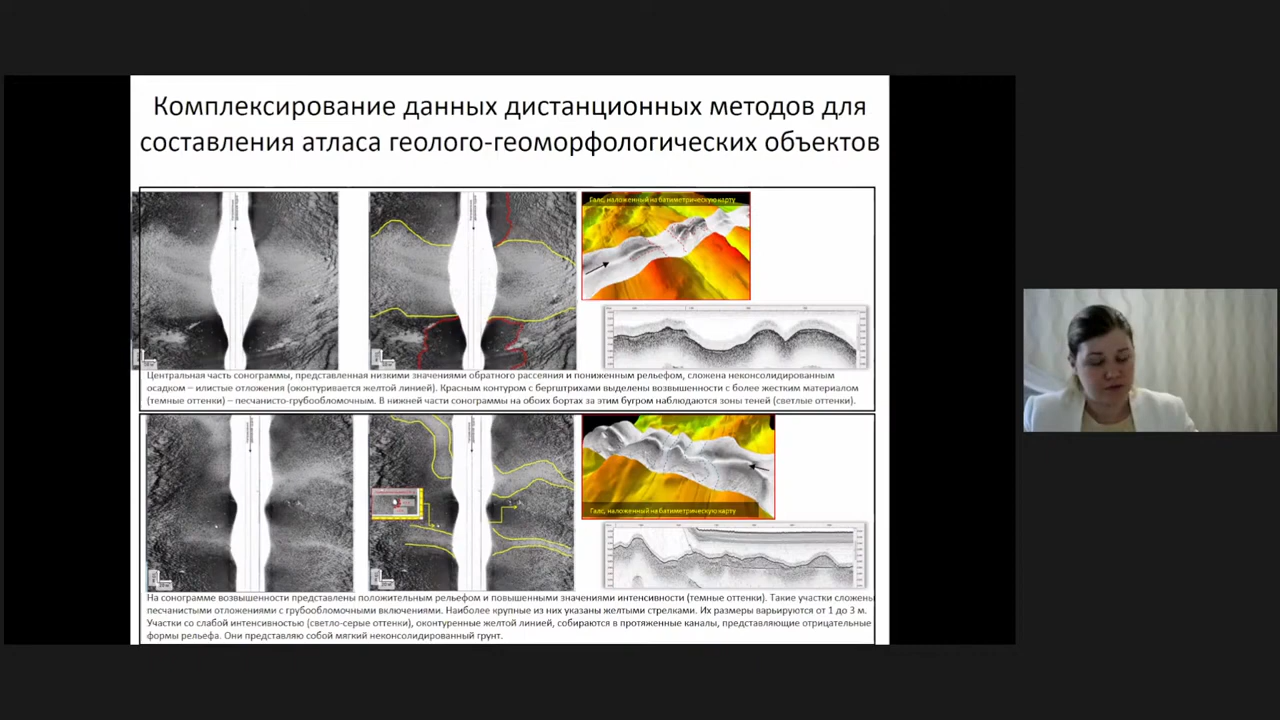 Комплексирование данных дистанционных методов для
составления атласа геолого-геоморфологических объектов
Галс, наложенный на батиметрическую карту
Центральная часть сонограммы, представленная низкими значениями обратного рассеяния и пониженным рельефом, сложена неконсолидированным
осадком – илистые отложения (оконтуривается желтой линией). Красным контуром с бергштрихами выделены возвышенности с более жестким материалом
(темные оттенки) – песчанисто-грубообломочным. В нижней части сонограммы на обоих бортах за этим бугром наблюдаются зоны теней (светлые оттенки).
Галс, наложенный на батиметрическую карту
На сонограмме возвышенности представлены положительным рельефом и повышенными значениями интенсивности (темные оттенки). Такие участки сложены
песчанистыми отложениями с грубообломочными включениями. Наиболее крупные из них указаны желтыми стрелками. Их размеры варьируются от 1 до 3 м.
Участки со слабой интенсивностью (светло-серые оттенки), оконтуренные желтой линией, собираются в протяженные каналы, представляющие отрицательные
формы рельефа. Они представляю собой мягкий неконсолидированный грунт.